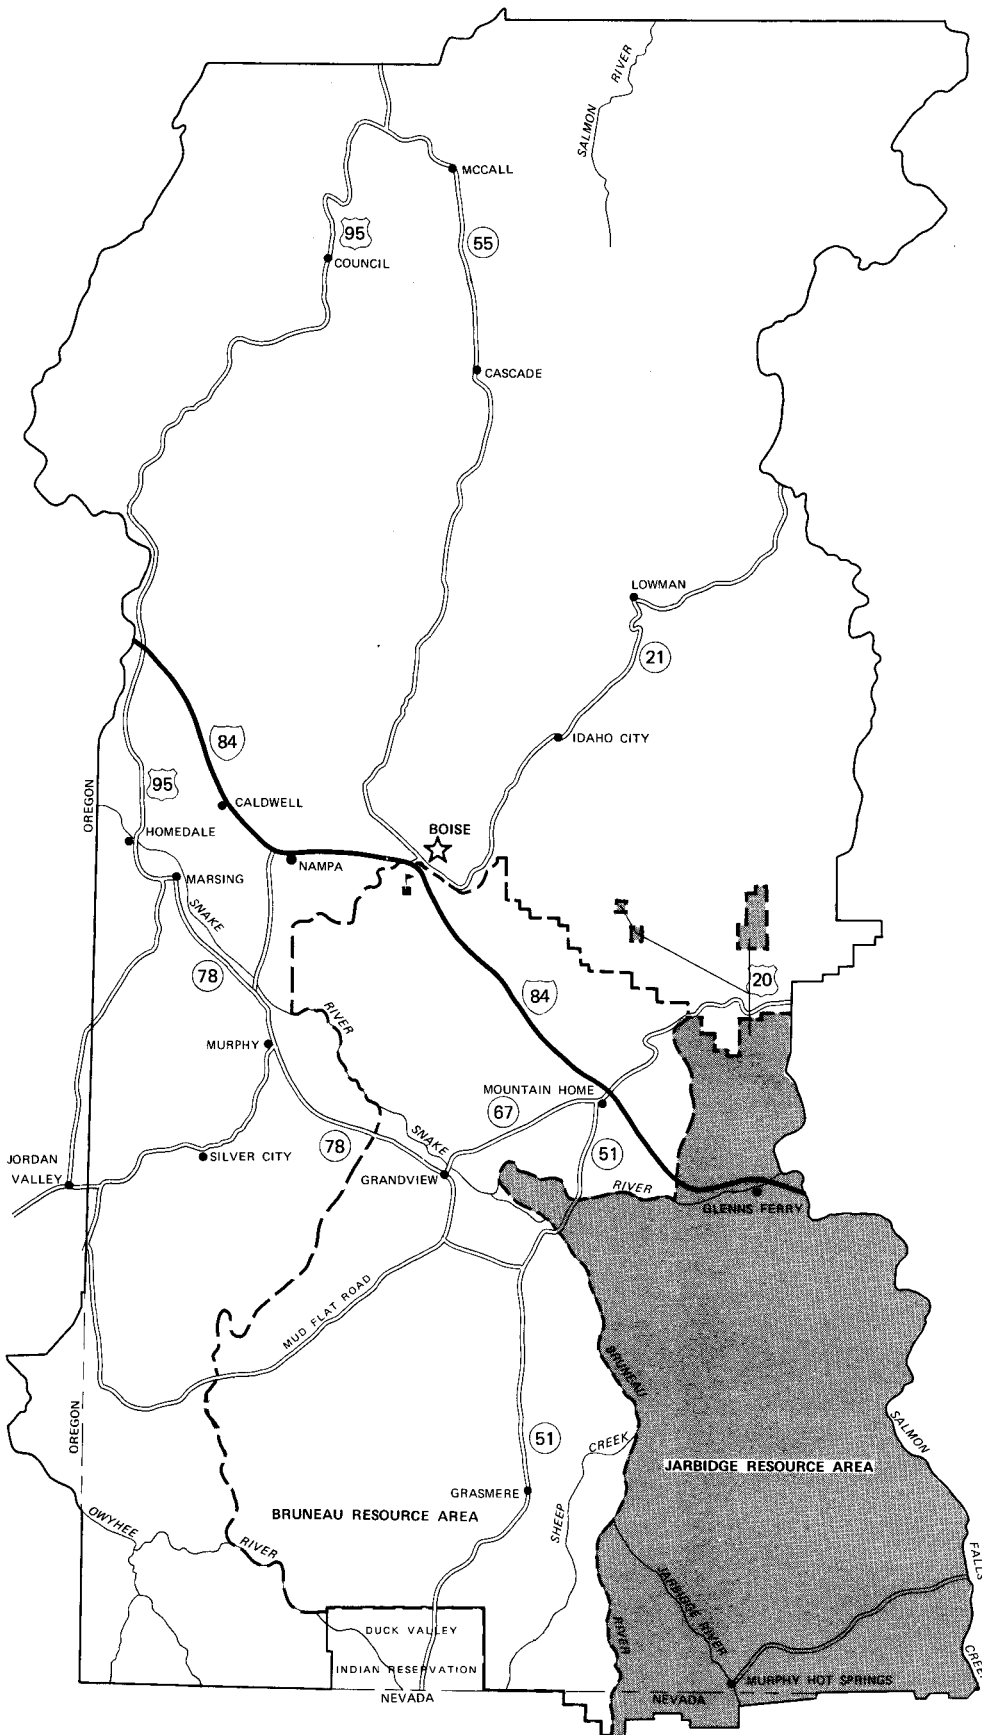 SALMON
RIVER
MCCALL
95
55
COUNCIL
CASCADE
LOWMAN
21
IDAHO CITY
84
OREGON
95
CALDWELL
HOMEDALE
BOISE
NAMPA
MARSING
SNAKE
78
20
RIVER
84
MURPHY
MOUNTAIN HOME
67
SNAKE
78
51
JORDAN
VALLEY
SILVER CITY
GRANDVIEW
RIVER
GLENNS FERRY
MUD FLAT ROAD
BRUNEAU
OREGON
SALMON
51
CREEK
JARBIDGE RESOURCE AREA
GRASMERE
BRUNEAU RESOURCE AREA
OWYHEE
SHEEP
RIVER
FALLS
JARBIDGE RIVER
DUCK VALLEY
RIVER
INDIAN RESERVATION
CREEK
MURPHY HOT SPRINGS
NEVADA
NEVADA